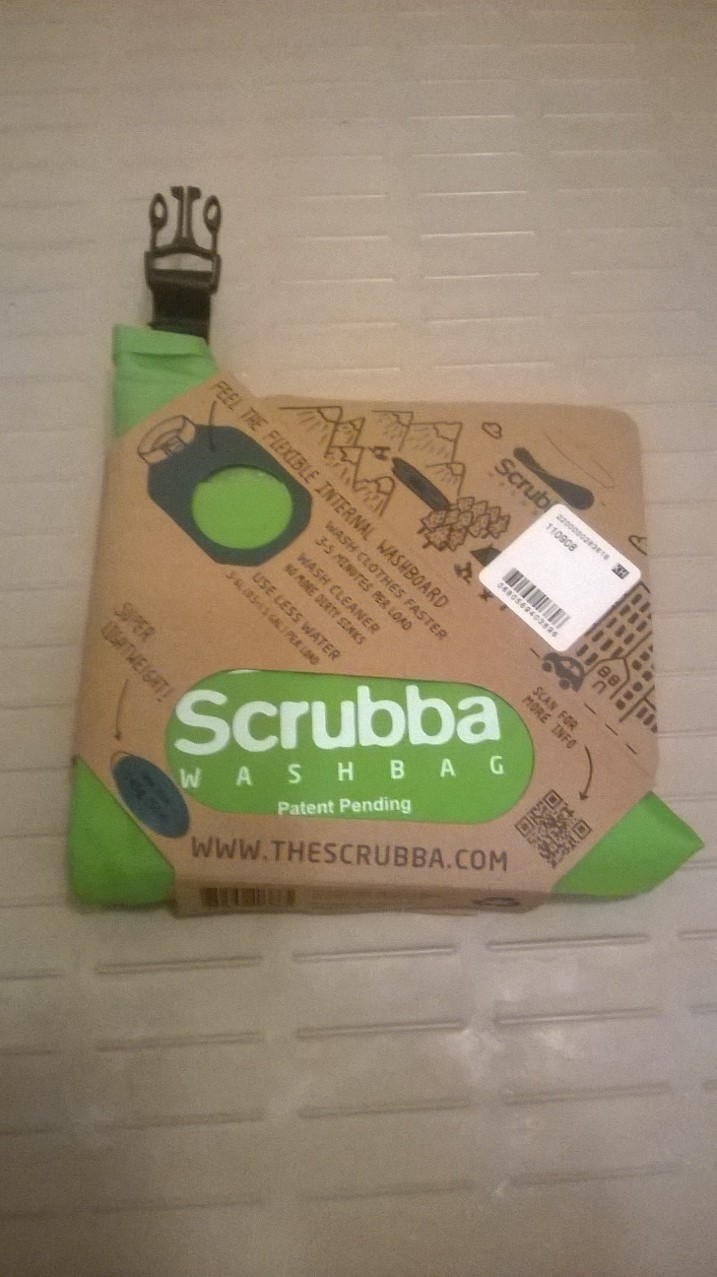 FEEL THE FLEXIBLE INTERNAL WASHBOARD
Scrubba
WASH CLOTHES FASTER
3-5 MINUTES PER LOAD
WASH CLEANER
NO MORE DIRTY SINKS
USE LESS WATER
110908
SUPER
LIGHTWEIGHT!
SCAN FOR
MORE INFO
Scrubba
WASHBAG
Patent Pending
WWW.THESCRUBBA.COM